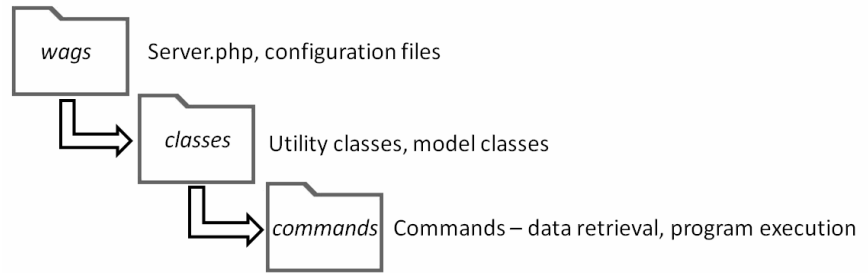 wags Server.php, configuration files
classes Utility classes, model classes
commands Commands – data retrieval, program execution